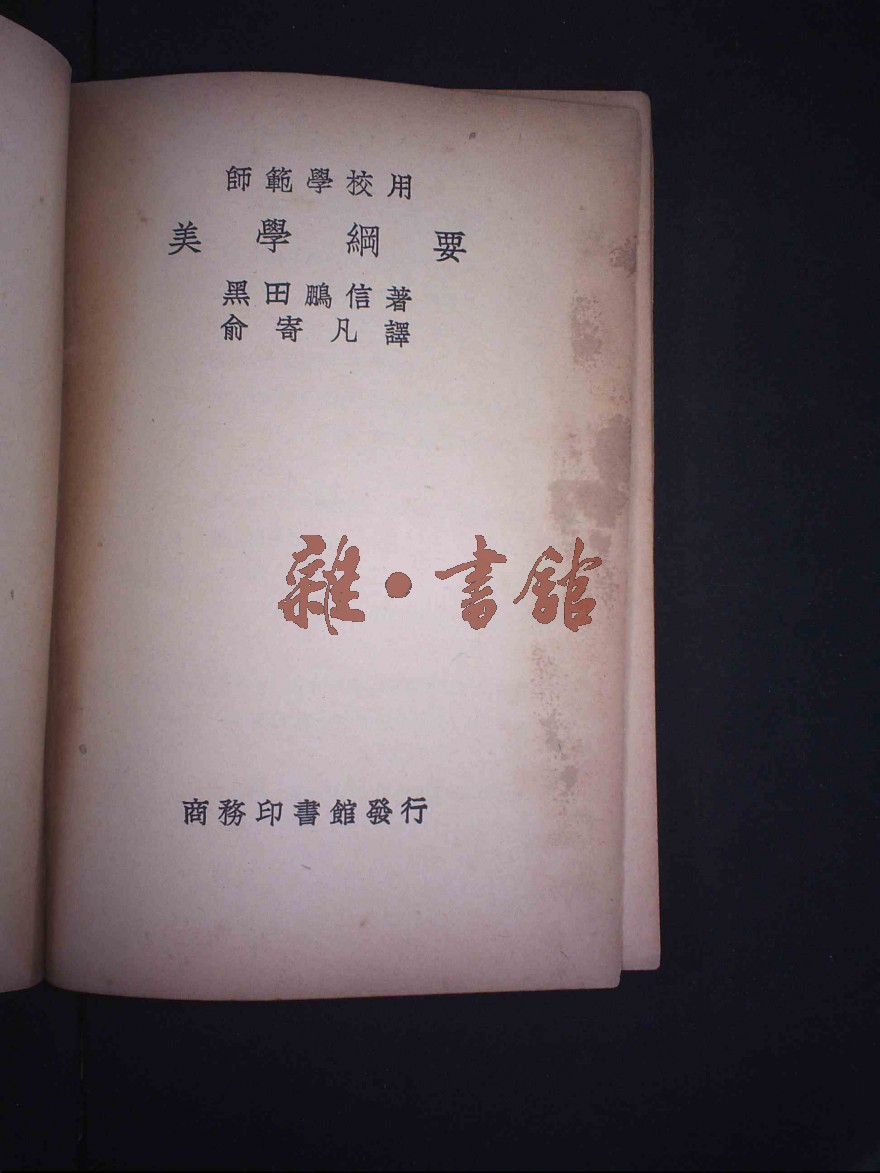 師範學校用
美學綱要
黑田鵬信著
俞寄凡譯
雜·書館
商務印書館發行